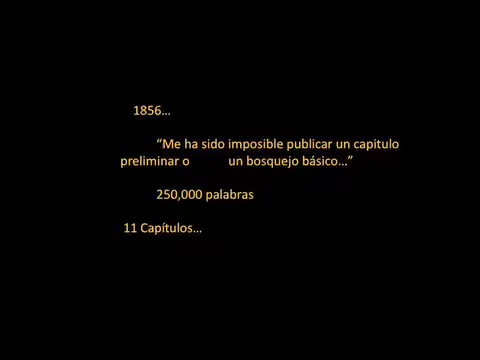 1856…
“Me ha sido imposible publicar un capitulo
preliminar o un bosquejo básico…”
250,000 palabras
11 Capítulos…